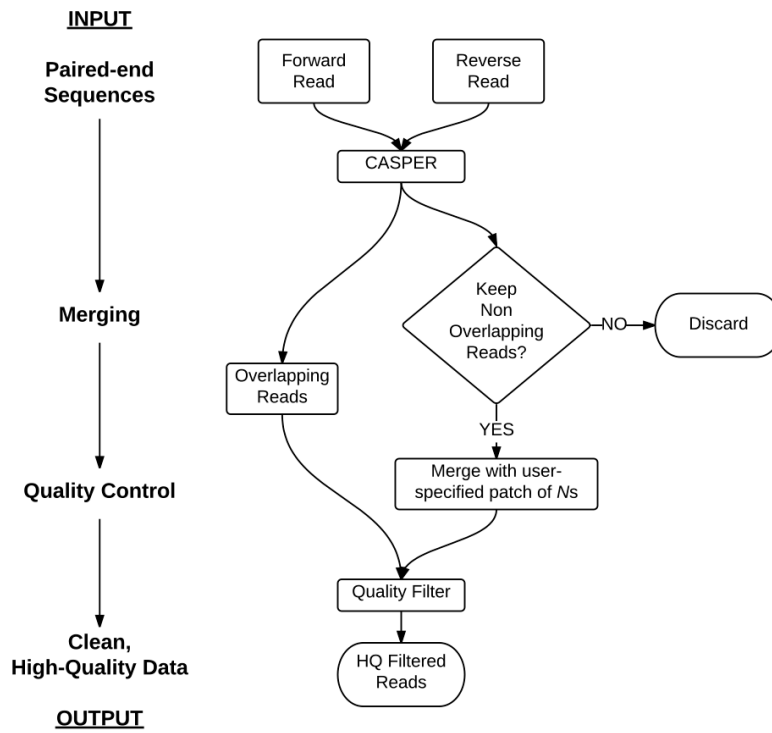 INPUT
Paired-end
Sequences
Merging
Quality Control
Clean,
High-Quality Data
OUTPUT
Forward
Read
Reverse
Read
CASPER
Keep
Non
Overlapping
Reads?
NO
Discard
Overlapping
Reads
YES
Merge with user-
specified patch of Ns
Quality Filter
HQ Filtered
Reads